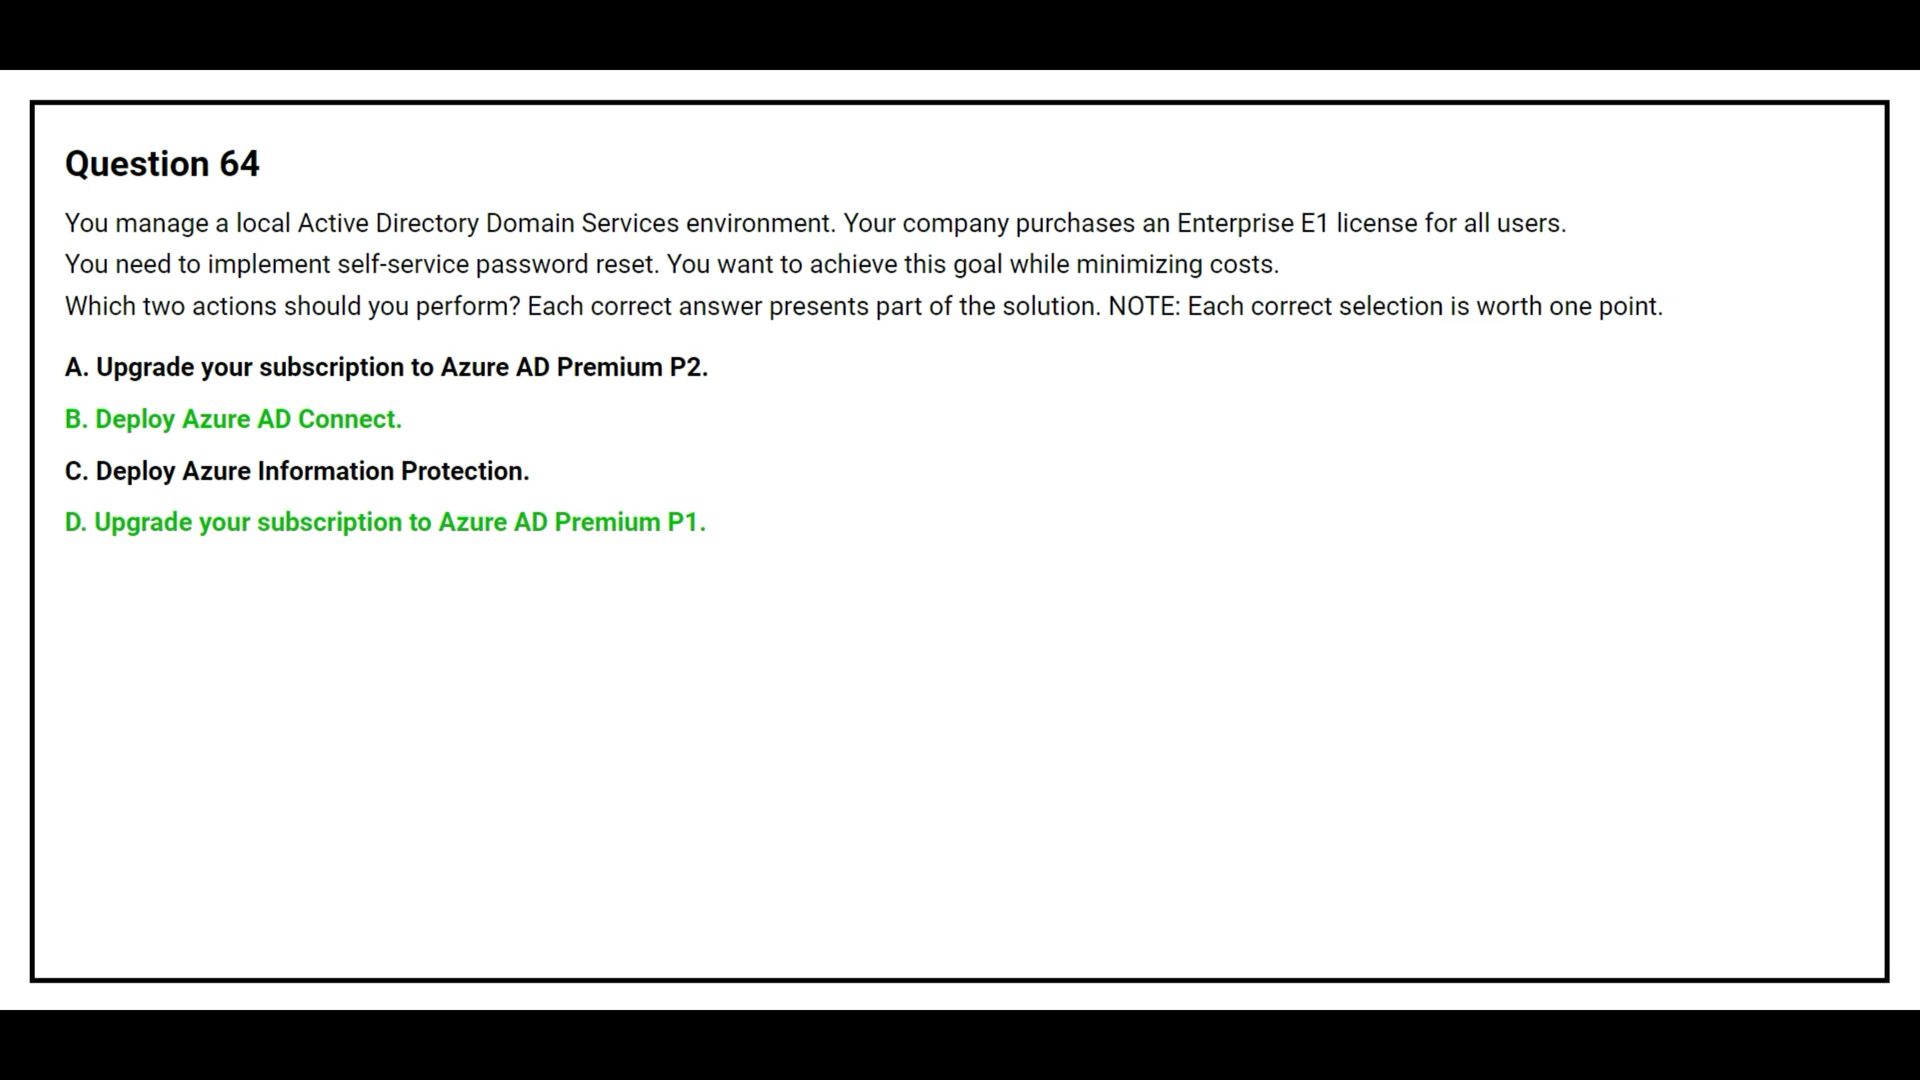 Question 64
You manage a local Active Directory Domain Services environment. Your company purchases an Enterprise E1 license for all users.
You need to implement self-service password reset. You want to achieve this goal while minimizing costs.
Which two actions should you perform? Each correct answer presents part of the solution. NOTE: Each correct selection is worth one point.
A. Upgrade your subscription to Azure AD Premium P2.
B. Deploy Azure AD Connect.
C. Deploy Azure Information Protection.
D. Upgrade your subscription to Azure AD Premium P1.